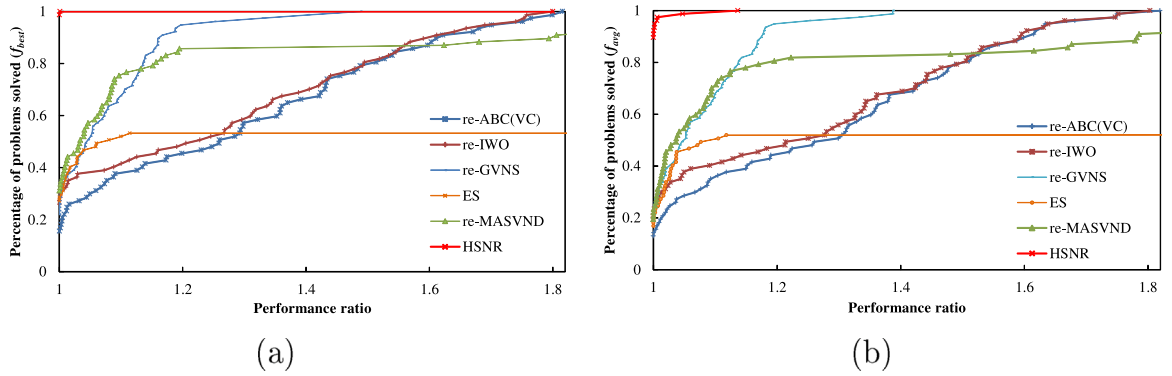 Percentage of problems solved (f_best)
1
0.8
0.6
0.4
0.2
0
1
1.2
1.4
1.6
1.8
Performance ratio
re-ABC(VC)
re-IWO
re-GVNS
ES
re-MASVND
HSNR
(a)
Percentage of problems solved (f_avg)
1
0.8
0.6
0.4
0.2
0
1
1.2
1.4
1.6
1.8
Performance ratio
re-ABC(VC)
re-IWO
re-GVNS
ES
re-MASVND
HSNR
(b)